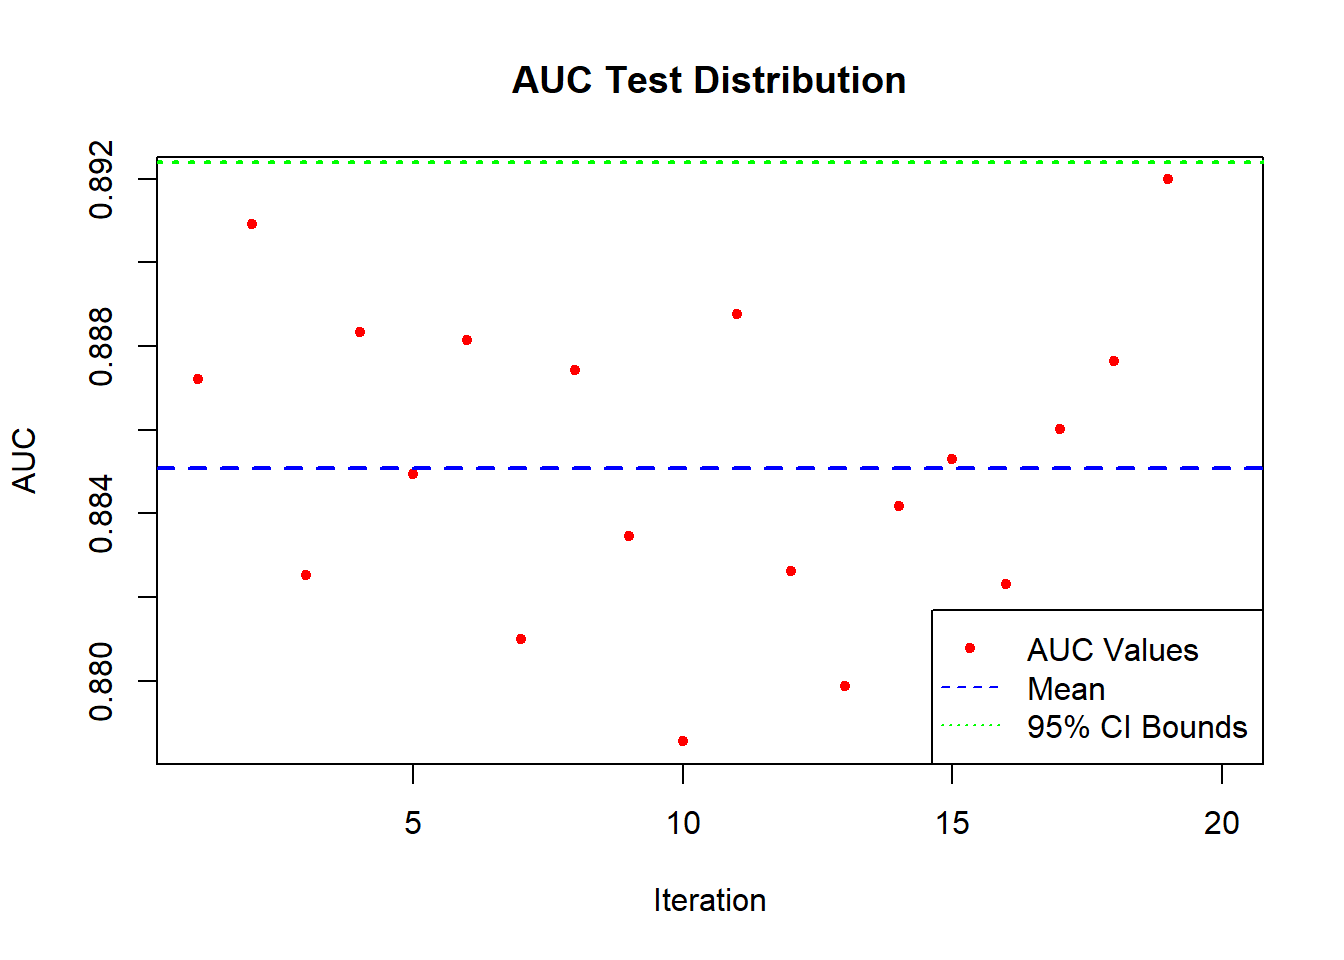 AUC Test Distribution
AUC
0.892
0.888
0.884
0.880
AUC Values
Mean
95% CI Bounds
5 10 15 20
Iteration